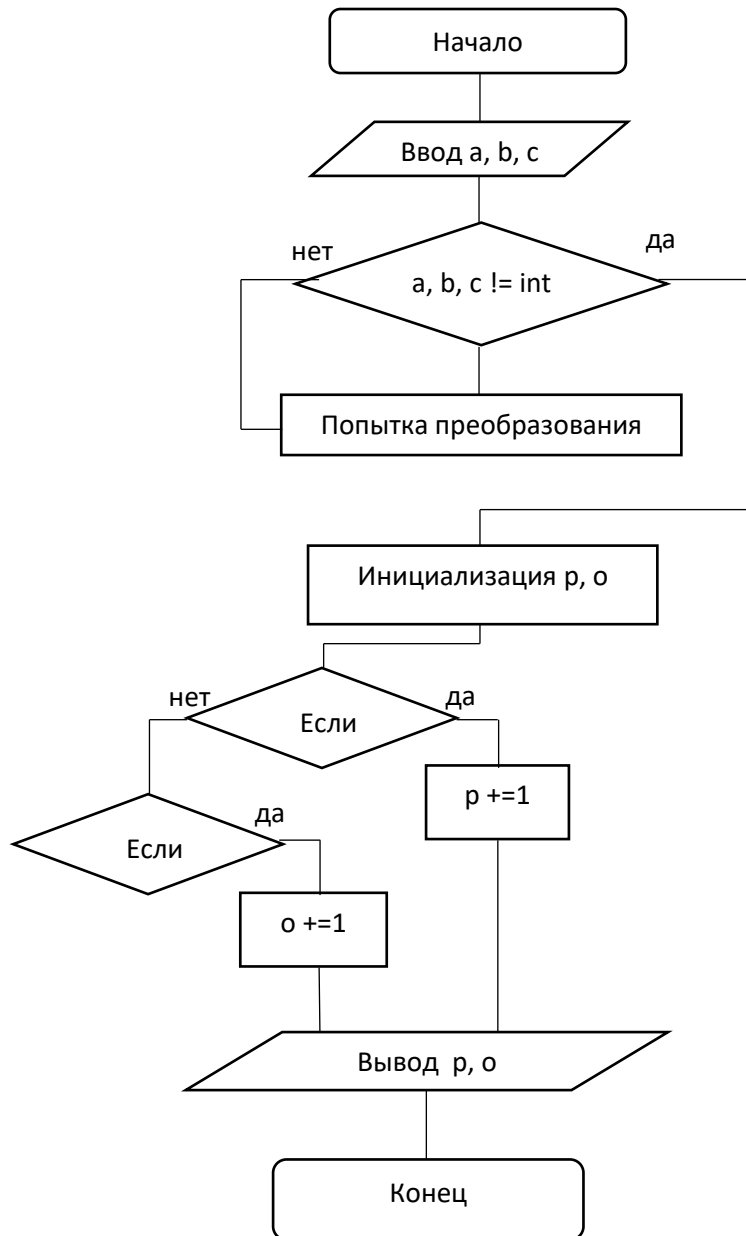 Начало
Ввод a, b, c
нет
да
a, b, c != int
Попытка преобразования
Инициализация p, o
нет
да
Если
p +=1
да
Если
o +=1
Вывод p, o
Конец